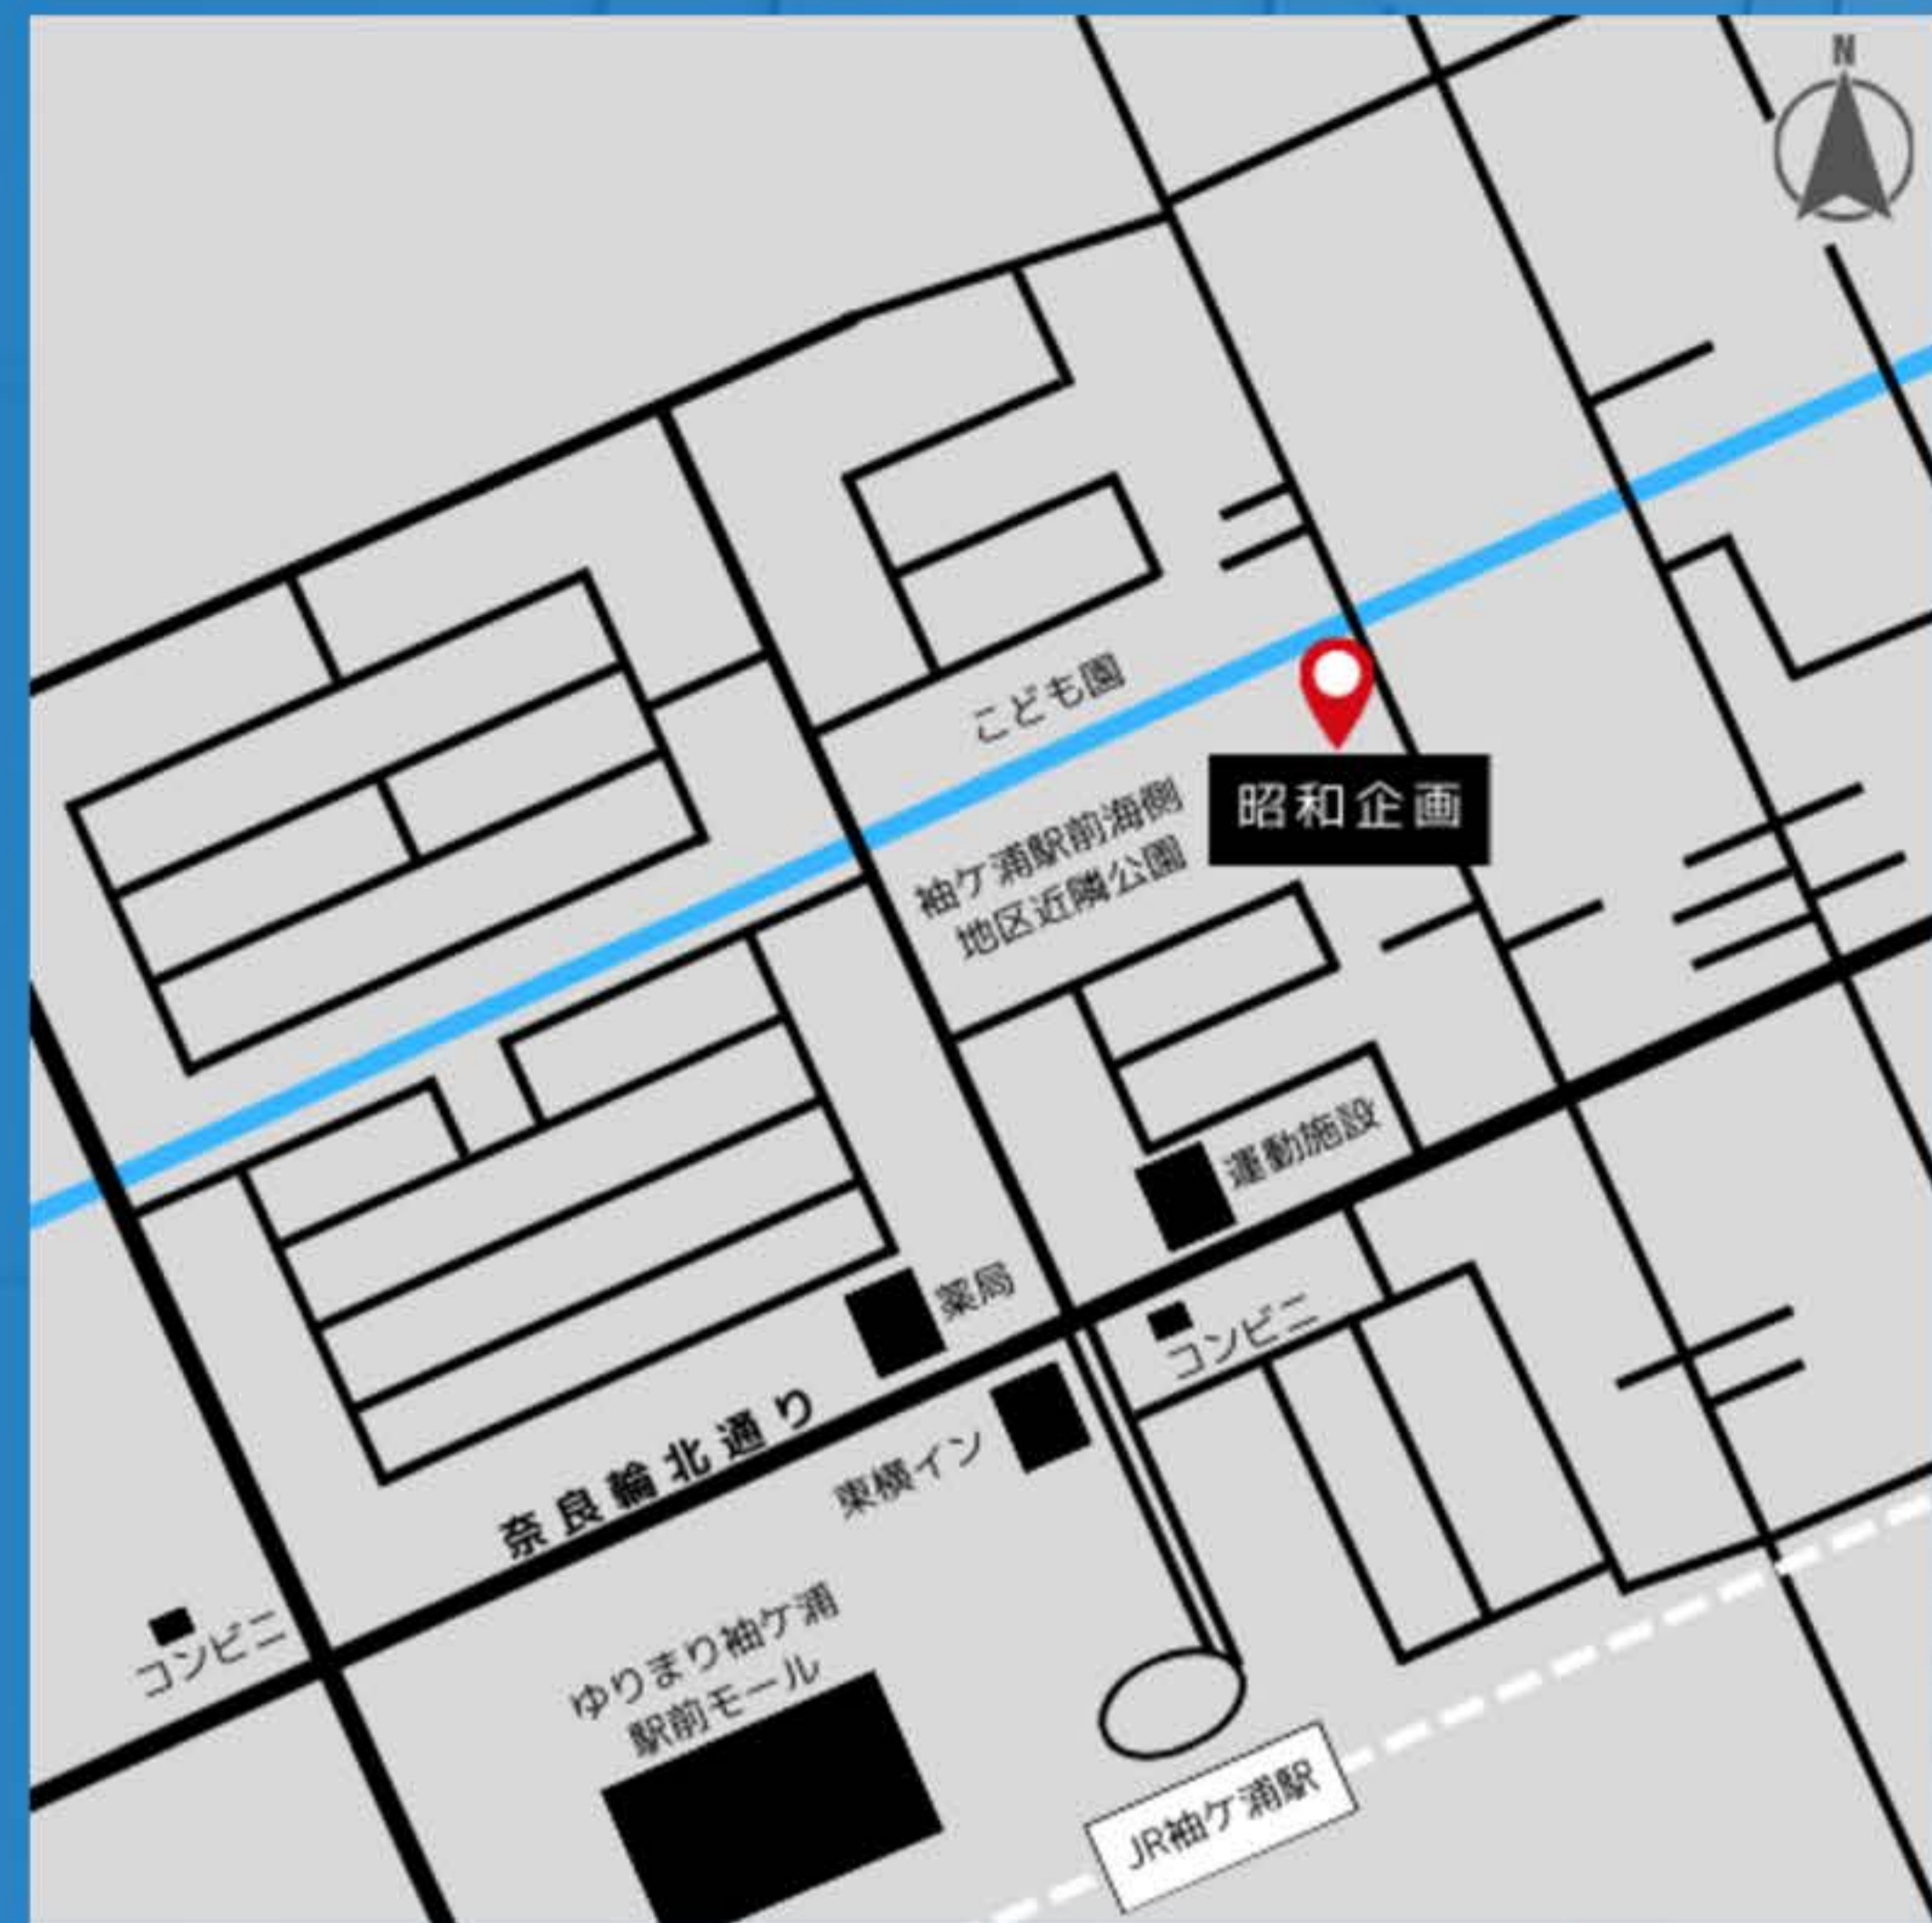 N
こども園
昭和企画
袖ケ浦駅前海側
地区近隣公園
運動施設
薬局
コンビニ
奈良輪北通り
東横イン
コンビニ
ゆりまり袖ケ浦
駅前モール
JR袖ケ浦駅